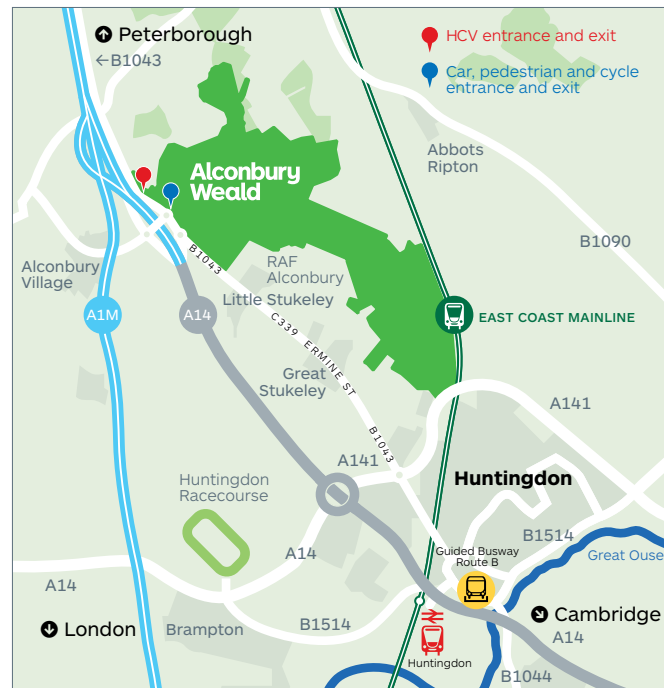 Peterborough
←B1043
HCV entrance and exit
Car, pedestrian and cycle
entrance and exit
Abbots
Ripton
Alconbury
Weald
B1090
B1043
RAF
Alconbury
Alconbury
Village
Little Stukeley
A1M
A14
EAST COAST MAINLINE
C339 ERMINE ST
Great
Stukeley
A141
B1043
A141
Huntingdon
Racecourse
Huntingdon
B1514
Guided Busway
Route B
Great Ouse
A14
A14
London
Brampton
B1514
Huntingdon
Cambridge
A14
B1044